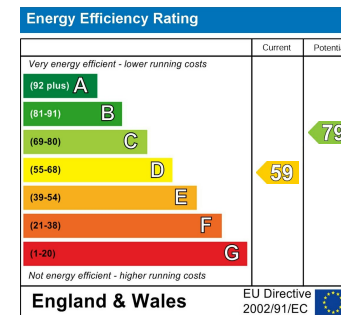 Energy Efficiency Rating
Current Potenti
Very energy efficient - lower running costs
(92 plus) A
(81-91) B
(69-80) C
79
(55-68) D
59
(39-54) E
(21-38) F
(1-20) G
Not energy efficient - higher running costs
England & Wales
EU Directive
2002/91/EC